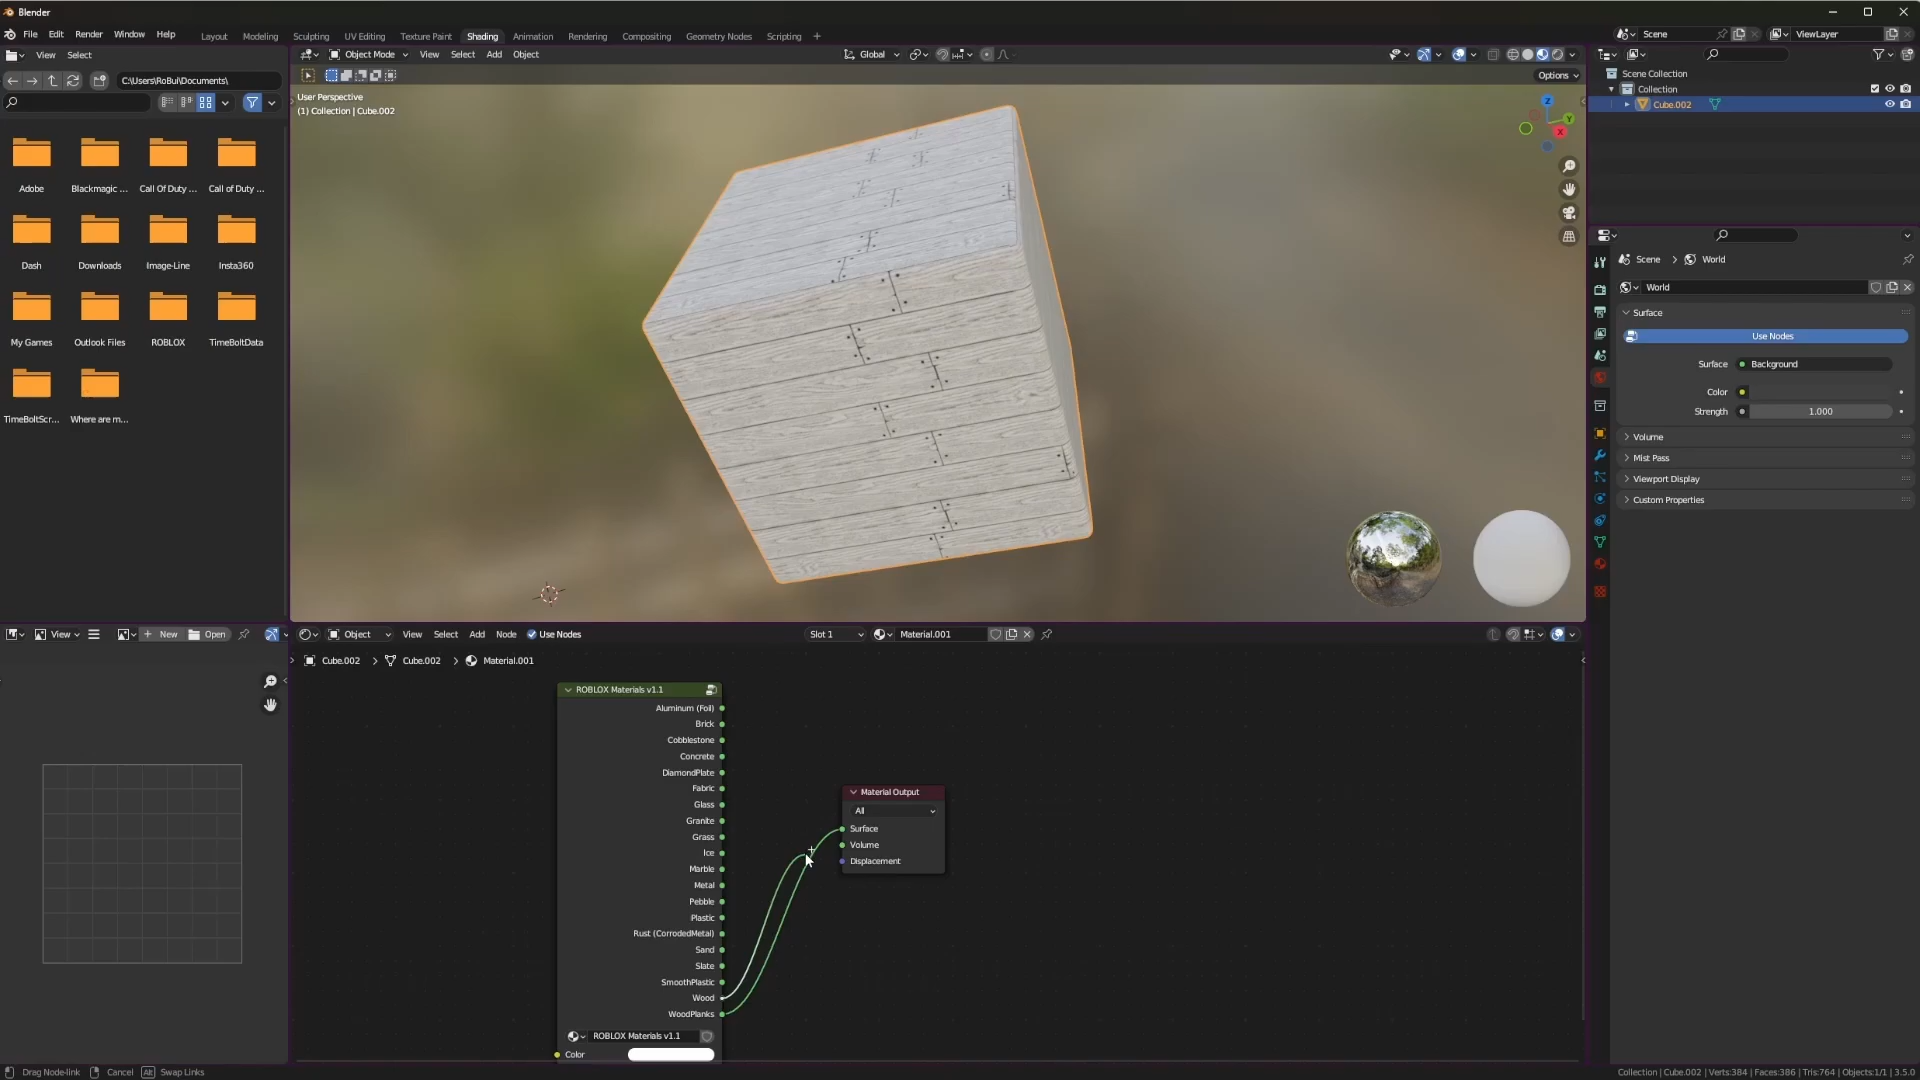 Blender
File Edit Render Window Help
Layout Modeling Sculpting UV Editing Texture Paint Shading Animation Rendering Compositing Geometry Nodes Scripting +
Scene
ViewLayer
View Select
Object Mode View Select Add Object
Global
Options
C:\Users\RoBui\Documents\
User Perspective
(1) Collection | Cube.002
Z
Y
X
Scene Collection
Collection
Cube.002
Adobe
Blackmagic ...
Call Of Duty ...
Call of Duty ...
Dash
Downloads
Image-Line
Insta360
My Games
Outlook Files
ROBLOX
TimeBoltData
TimeBoltScr...
Where are m...
Scene > World
World
Surface
Use Nodes
Surface Background
Color
Strength 1.000
Volume
Mist Pass
Viewport Display
Custom Properties
View New Open
Object View Select Add Node Use Nodes Slot 1 Material.001
Cube.002 > Cube.002 > Material.001
ROBLOX Materials v1.1
Aluminum (Foil)
Brick
Cobblestone
Concrete
DiamondPlate
Fabric
Glass
Granite
Grass
Ice
Marble
Metal
Pebble
Plastic
Rust (CorrodedMetal)
Sand
Slate
SmoothPlastic
Wood
WoodPlanks
ROBLOX Materials v1.1
Color
Material Output
All
Surface
Volume
Displacement
Drag Node-link Cancel Alt Swap Links
Collection | Cube.002 | Verts:384 | Faces:386 | Tris:764 | Objects:1/1 | 3.5.0